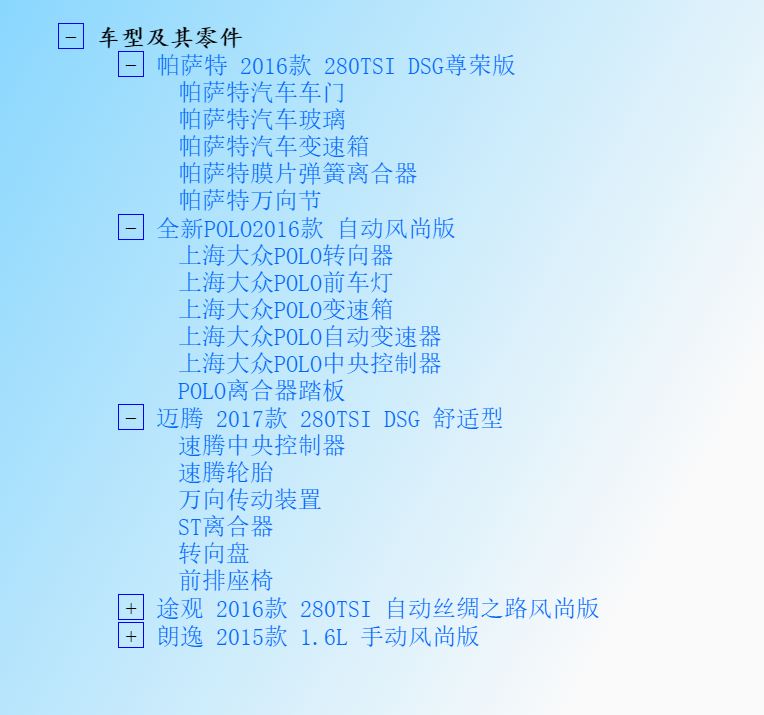 - 车型及其零件
- 帕萨特 2016款 280TSI DSG尊荣版
帕萨特汽车车门
帕萨特汽车玻璃
帕萨特汽车变速箱
帕萨特膜片弹簧离合器
帕萨特万向节
- 全新POLO2016款 自动风尚版
上海大众POLO转向器
上海大众POLO前车灯
上海大众POLO变速箱
上海大众POLO自动变速器
上海大众POLO中央控制器
POLO离合器踏板
- 迈腾 2017款 280TSI DSG 舒适型
速腾中央控制器
速腾轮胎
万向传动装置
ST离合器
转向盘
前排座椅
+ 途观 2016款 280TSI 自动丝绸之路风尚版
+ 朗逸 2015款 1.6L 手动风尚版